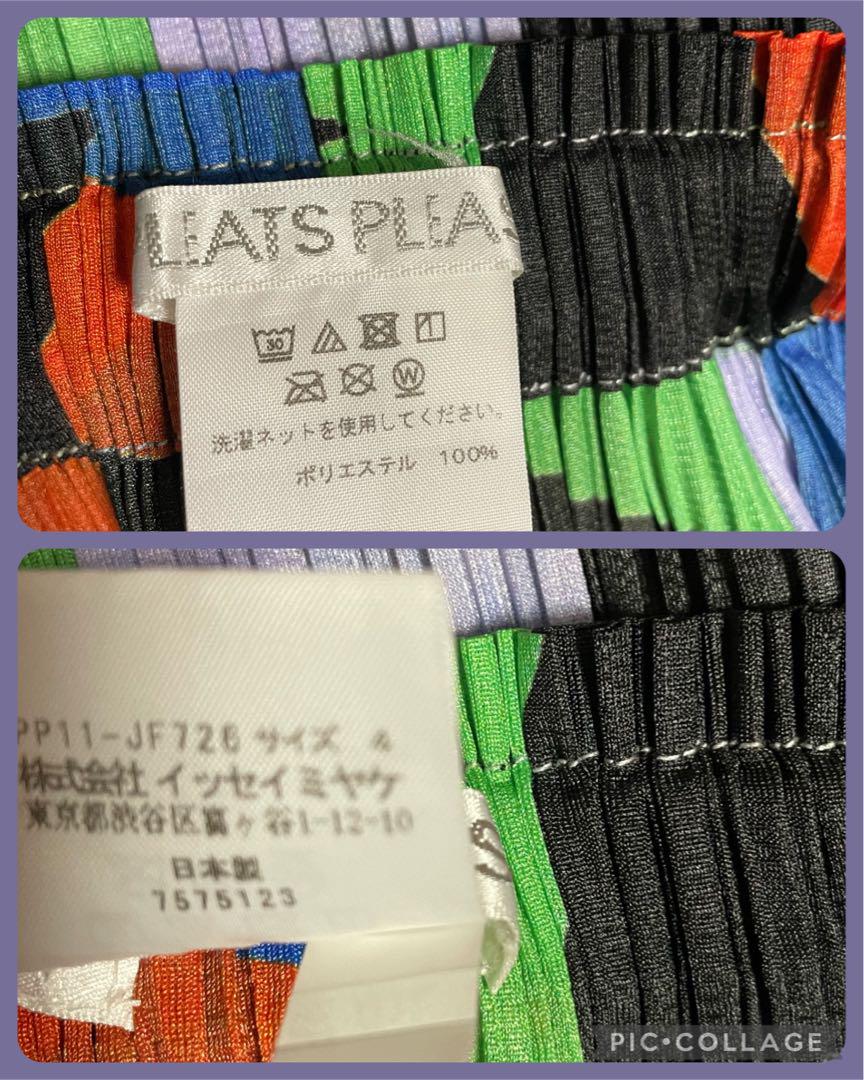 PLEATS PLEAS
30
W
洗濯ネットを使用してください。
ポリエステル 100%
PP11-JF726 サイズ 4
株式会社 イッセイ ミヤケ
東京都渋谷区富ヶ谷1-12-10
日本製
7575123
S
PIC•COLLAGE